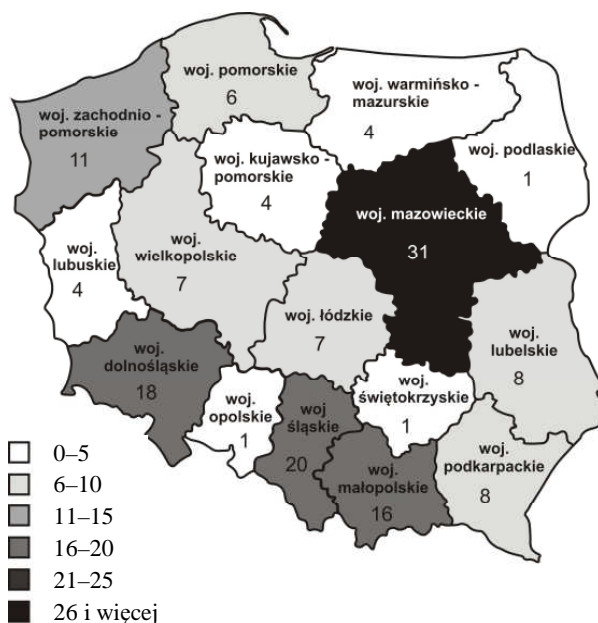 woj. pomorskie
6
woj. warmińsko -
mazurskie
4
woj. zachodnio -
pomorskie
11
woj. podlaskie
1
woj. kujawsko -
pomorskie
4
woj. mazowieckie
31
woj.
lubuskie
4
woj.
wielkopolskie
7
woj. łódzkie
7
woj.
lubelskie
8
woj.
dolnośląskie
18
woj.
opolskie
1
woj
śląskie
20
woj.
świętokrzyskie
1
woj.
małopolskie
16
woj.
podkarpackie
8
0–5
6–10
11–15
16–20
21–25
26 i więcej